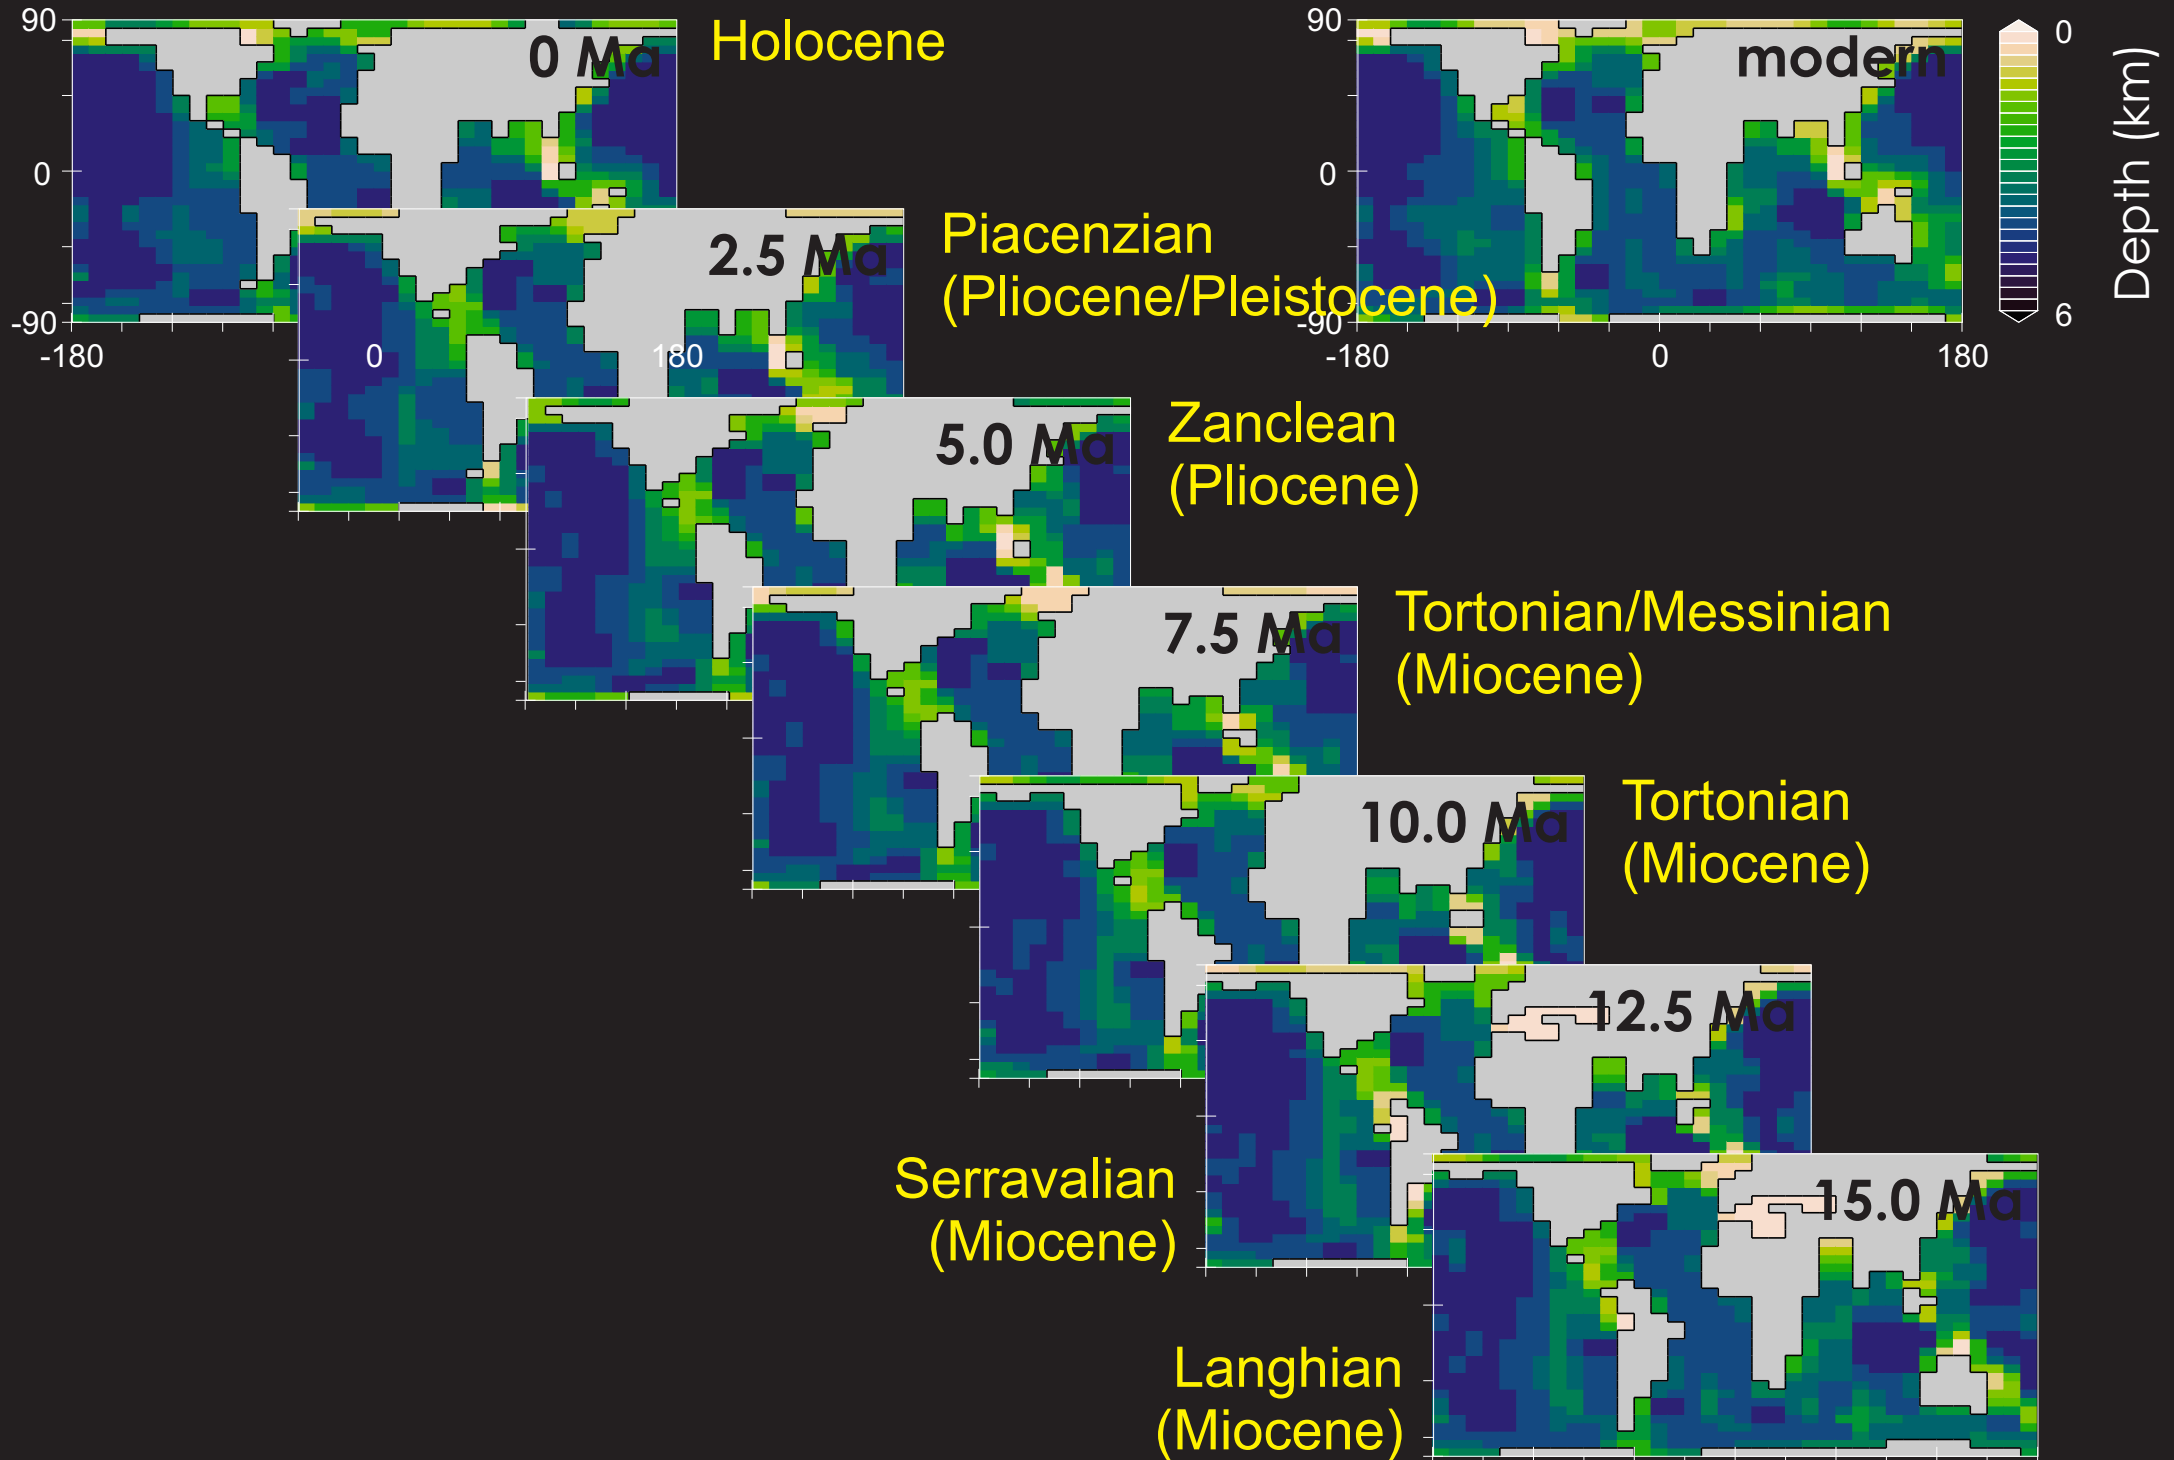 90
0
-90
-180
0
180
0 Ma
Holocene
2.5 Ma
Piacenzian
(Pliocene/Pleistocene)
5.0 Ma
Zanclean
(Pliocene)
7.5 Ma
Tortonian/Messinian
(Miocene)
10.0 Ma
Tortonian
(Miocene)
12.5 Ma
Serravalian
(Miocene)
15.0 Ma
Langhian
(Miocene)
modern
90
0
-90
-180
0
180
0
6
Depth (km)